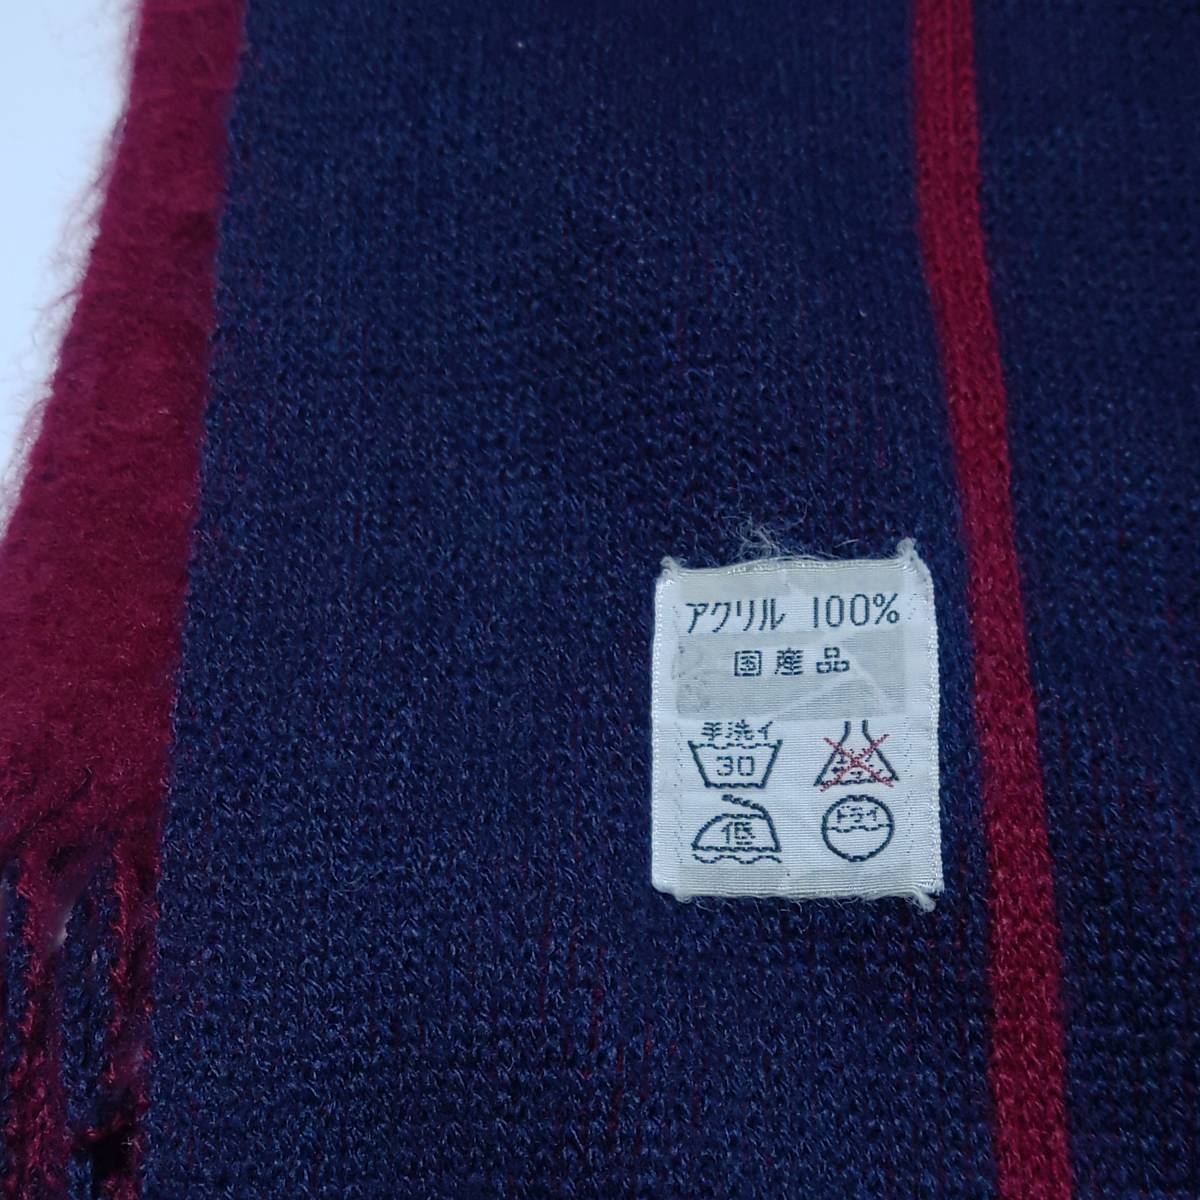 アクリル 100%
国産品
手洗イ
30
低
ドライ